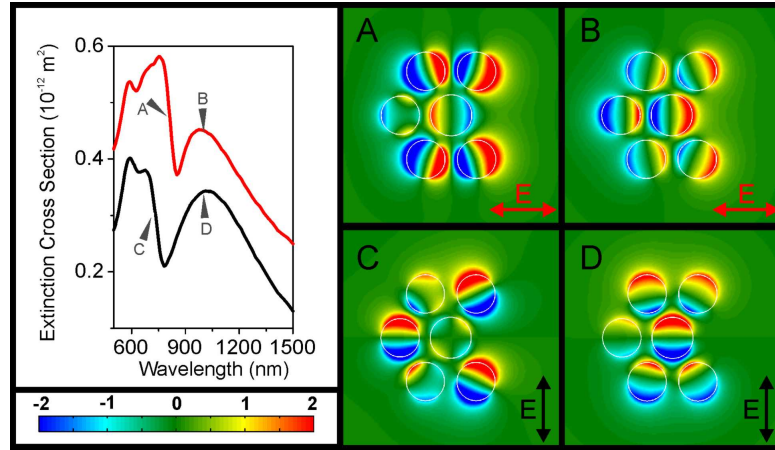 Extinction Cross Section (10⁻¹² m²)
0.6
0.4
0.2
A
B
C
D
600 900 1200 1500
Wavelength (nm)
-2 -1 0 1 2
A
E
B
E
C
E
D
E